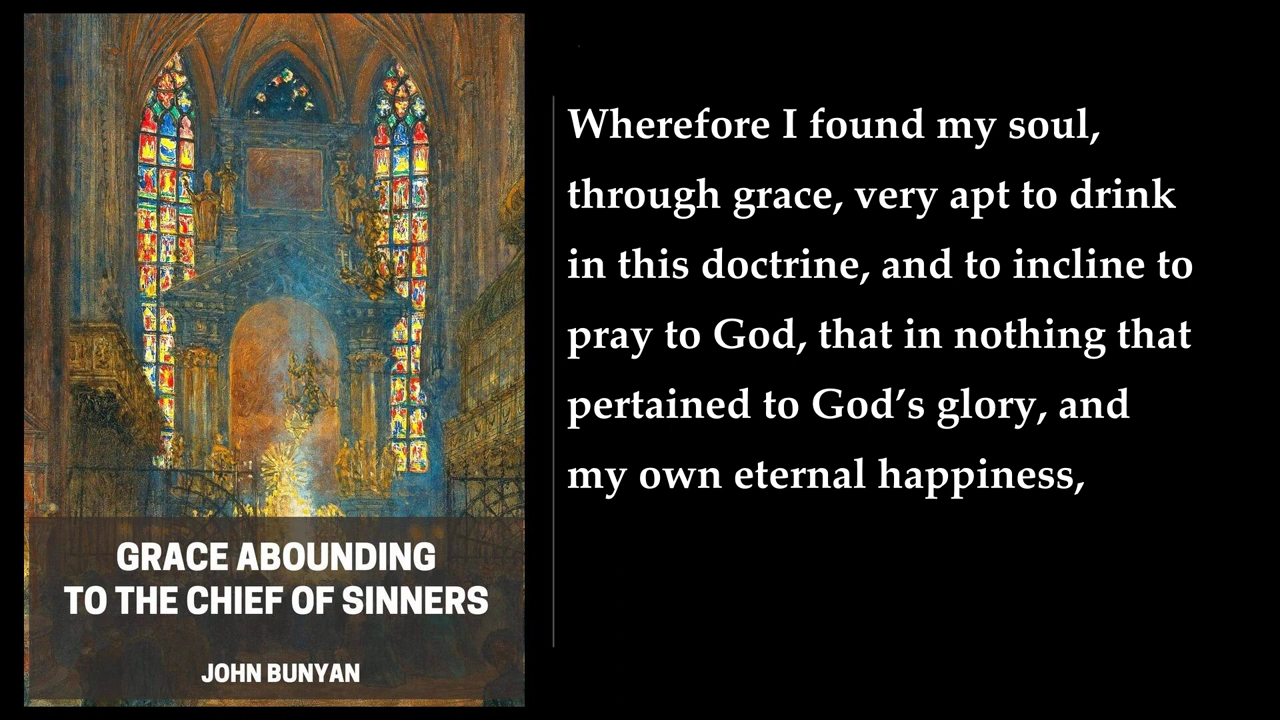 GRACE ABOUNDING
TO THE CHIEF OF SINNERS
JOHN BUNYAN
Wherefore I found my soul,
through grace, very apt to drink
in this doctrine, and to incline to
pray to God, that in nothing that
pertained to God’s glory, and
my own eternal happiness,